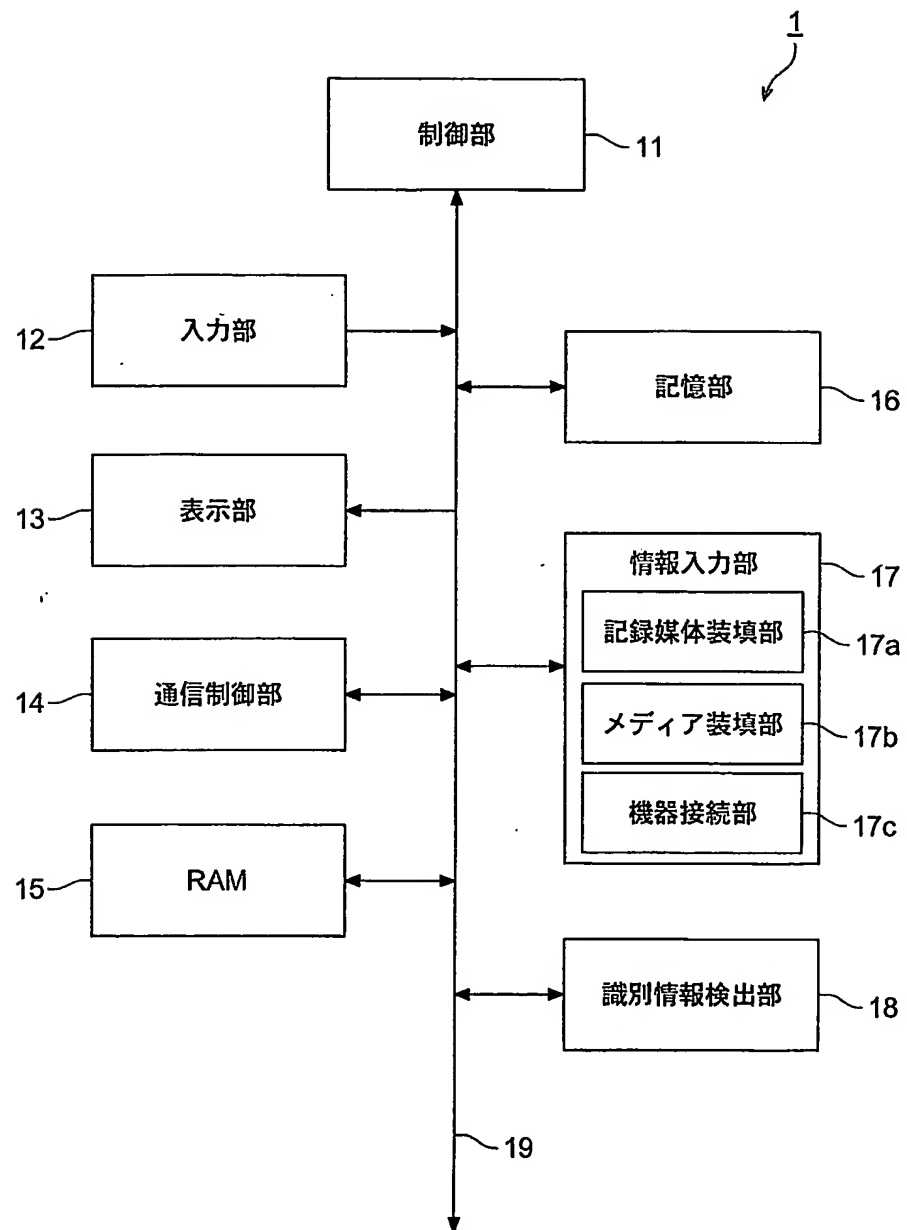 1
制御部
11
入力部
12
記憶部
16
表示部
13
情報入力部
17
記録媒体装填部
17a
メディア装填部
17b
機器接続部
17c
通信制御部
14
RAM
15
識別情報検出部
18
19